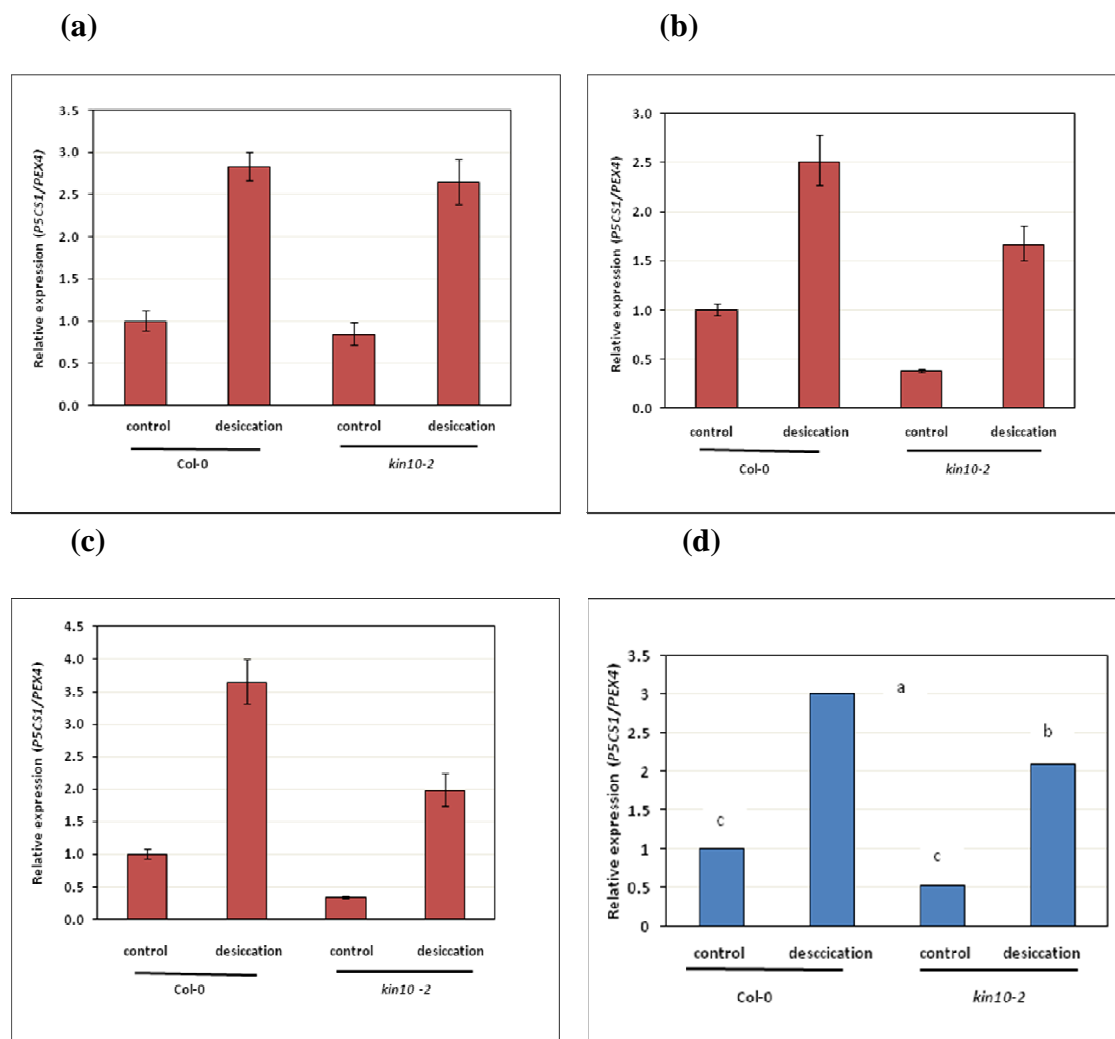 (a)
Relative expression (P5CS1/PEX4)
3.5
3.0
2.5
2.0
1.5
1.0
0.5
0.0
control desiccation control desiccation
Col-0 kin10-2
(b)
Relative expression (P5CS1/PEX4)
3.0
2.5
2.0
1.5
1.0
0.5
0.0
control desiccation control desiccation
Col-0 kin10-2
(c)
Relative expression (P5CS1/PEX4)
4.5
4.0
3.5
3.0
2.5
2.0
1.5
1.0
0.5
0.0
control desiccation control desiccation
Col-0 kin10 -2
(d)
Relative expression (P5CS1/PEX4)
3.5
3
2.5
2
1.5
1
0.5
0
c a c b
control desccication control desiccation
Col-0 kin10-2